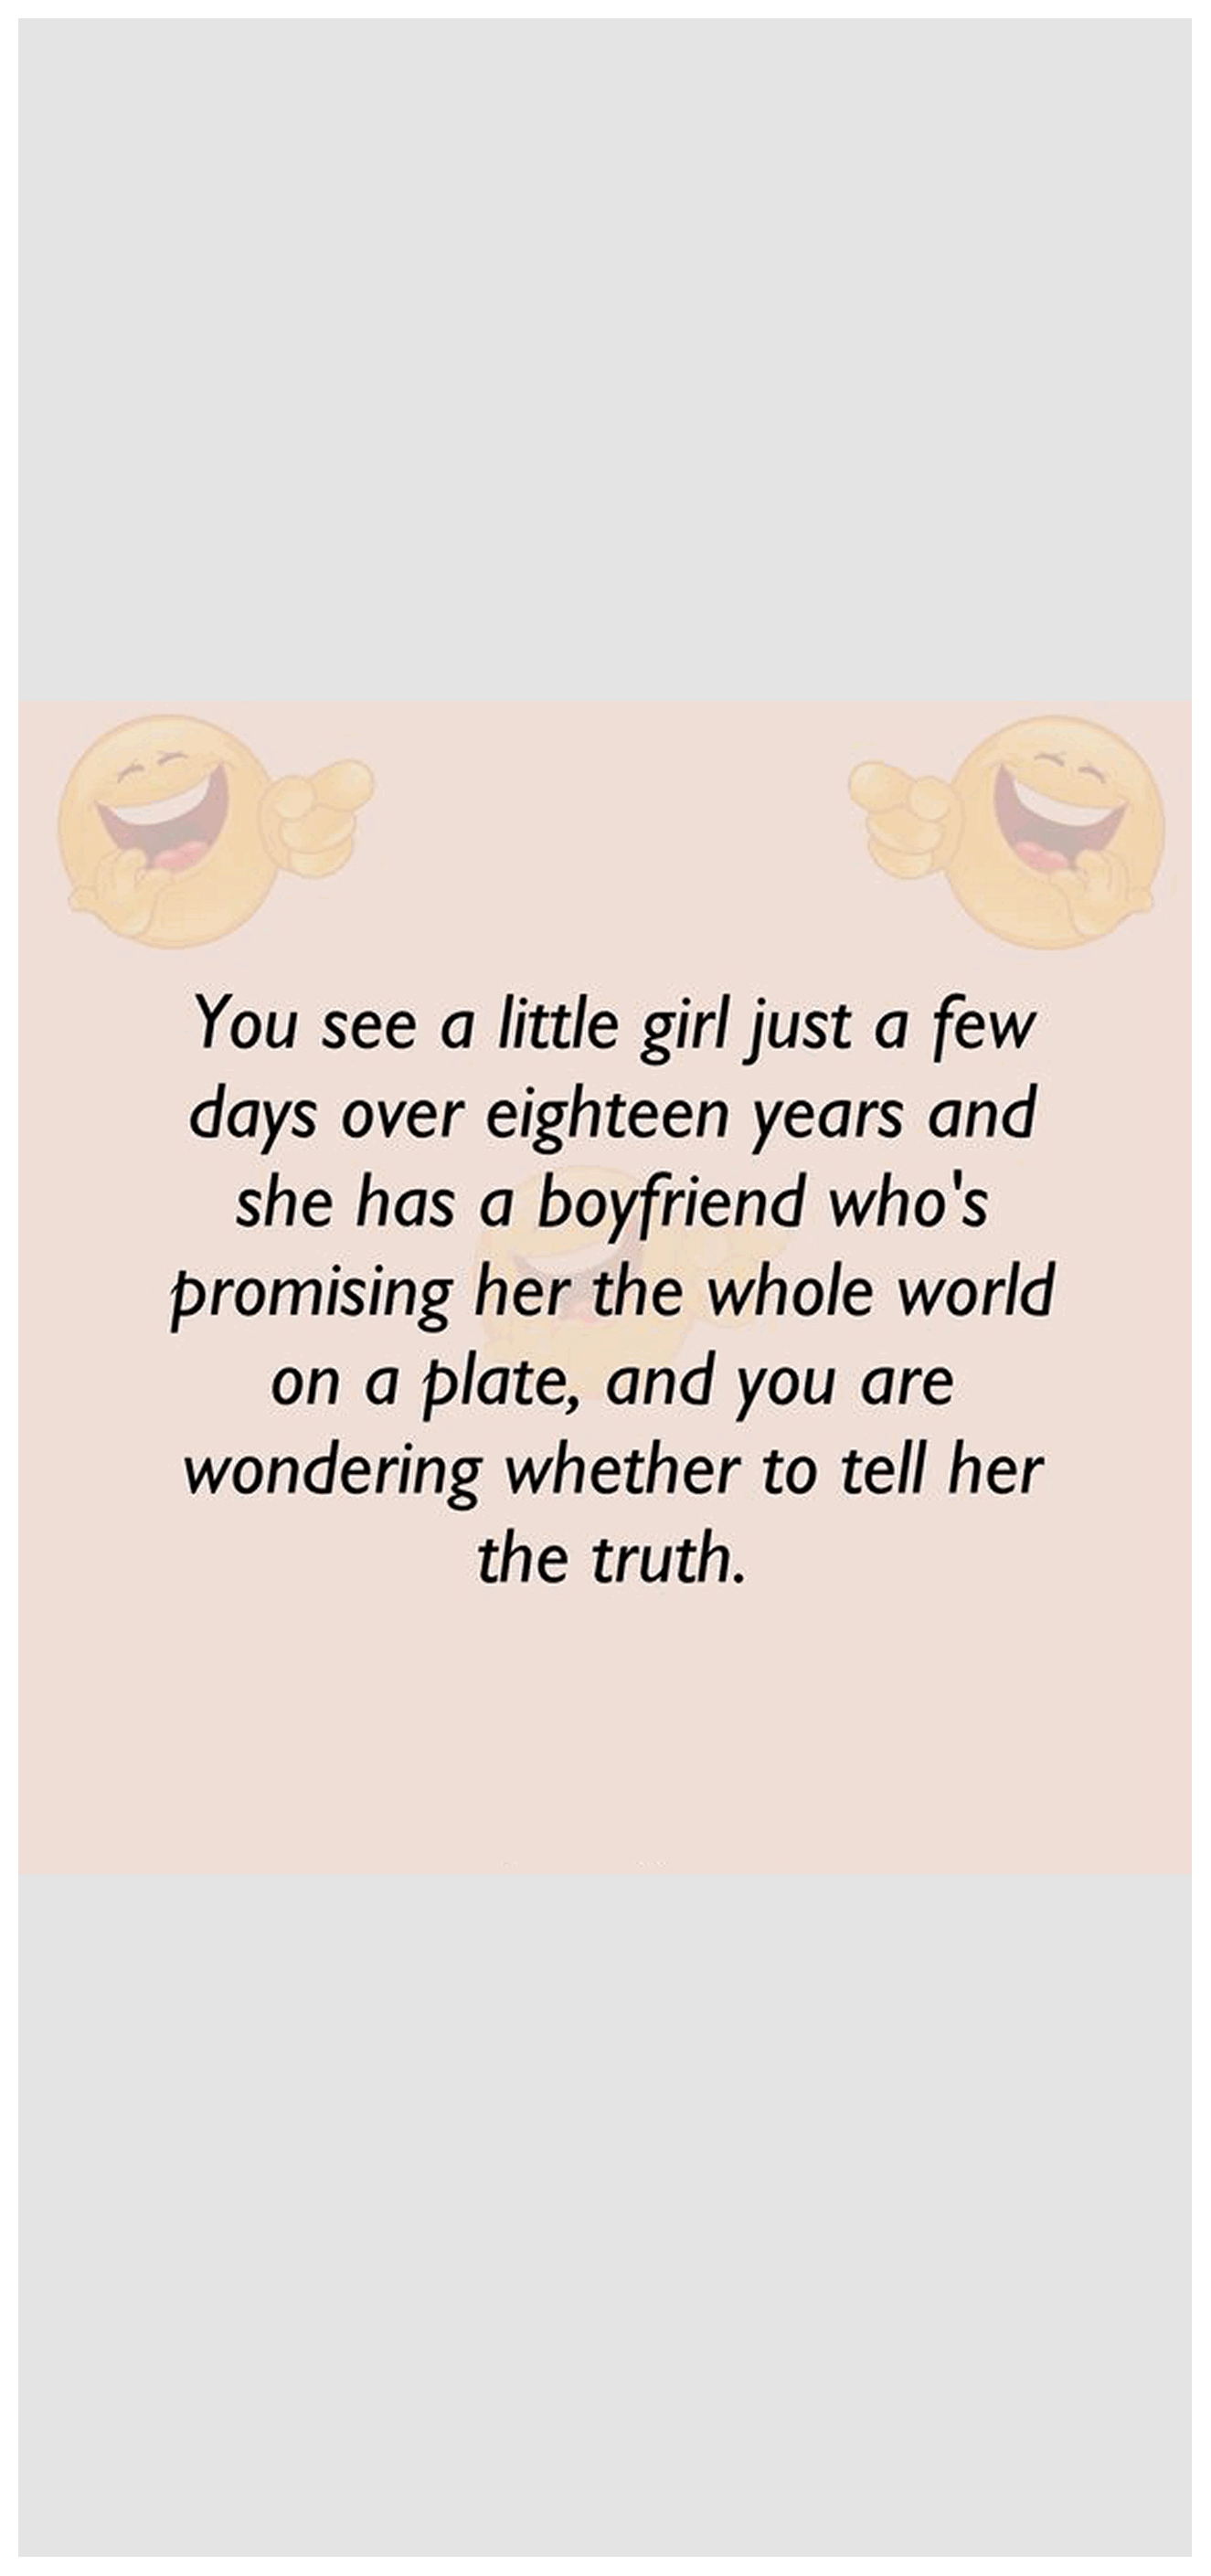 You see a little girl just a few
days over eighteen years and
she has a boyfriend who's
promising her the whole world
on a plate, and you are
wondering whether to tell her
the truth.